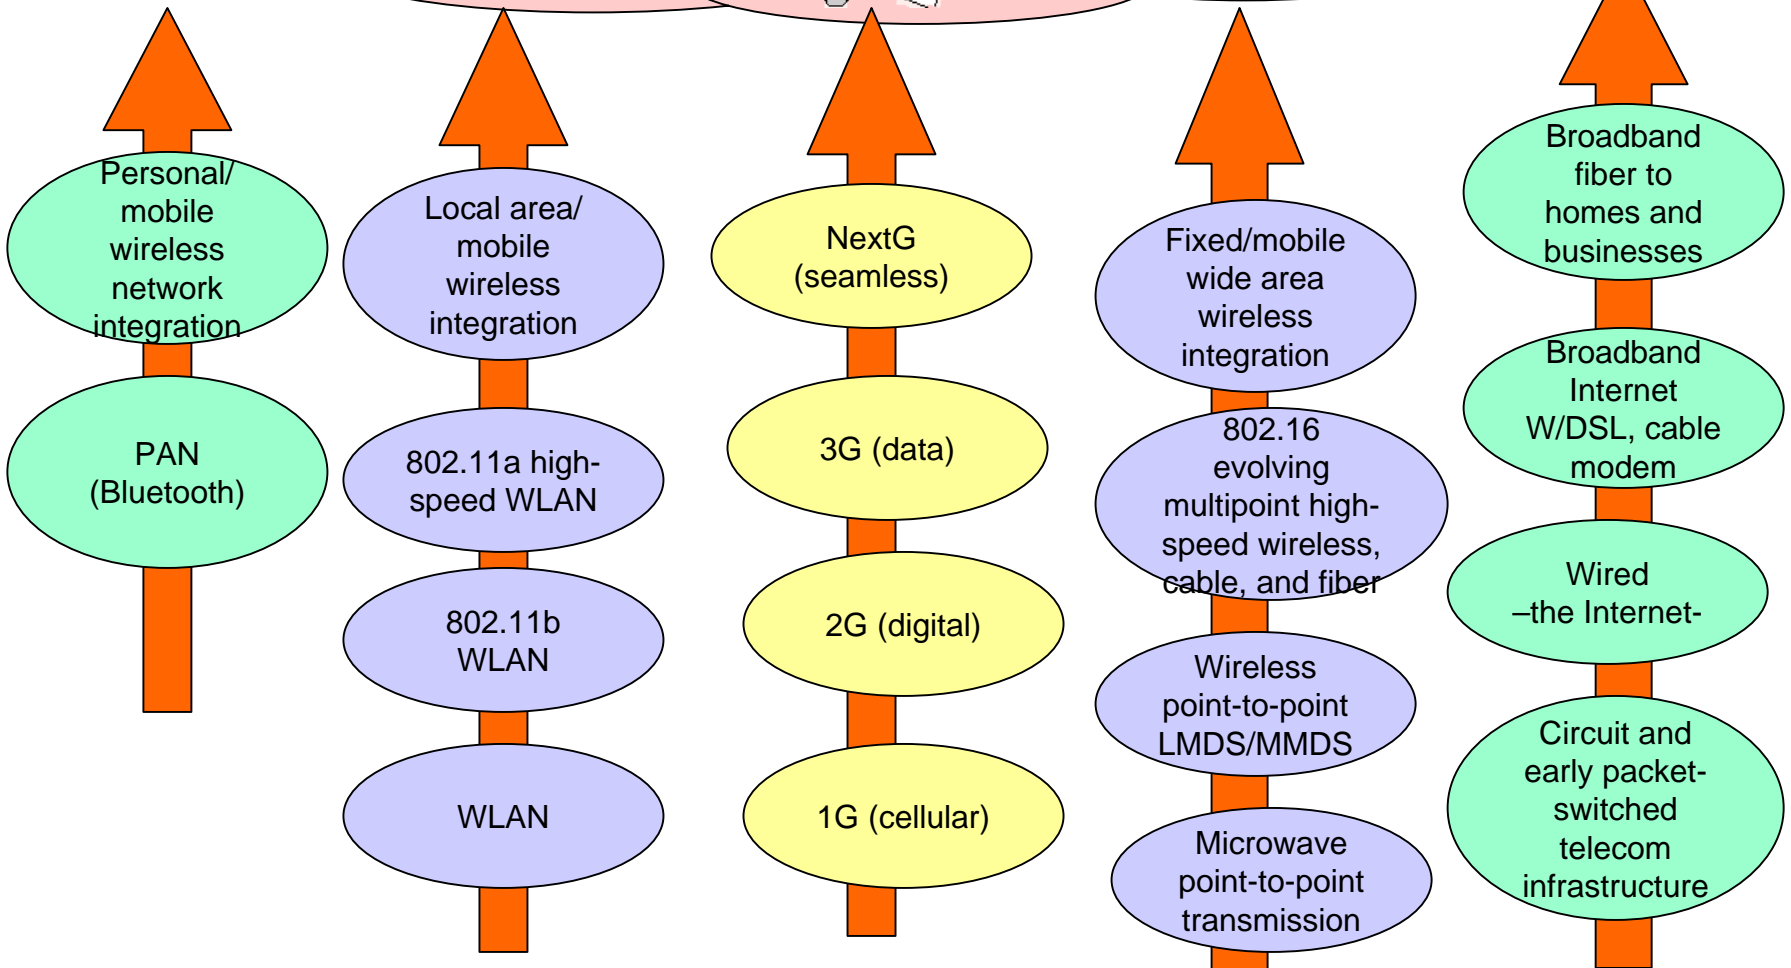 Personal/
mobile
wireless
network
integration
PAN
(Bluetooth)
Local area/
mobile
wireless
integration
802.11a high-
speed WLAN
802.11b
WLAN
WLAN
NextG
(seamless)
3G (data)
2G (digital)
1G (cellular)
Fixed/mobile
wide area
wireless
integration
802.16
evolving
multipoint high-
speed wireless,
cable, and fiber
Wireless
point-to-point
LMDS/MMDS
Microwave
point-to-point
transmission
Broadband
fiber to
homes and
businesses
Broadband
Internet
W/DSL, cable
modem
Wired
–the Internet-
Circuit and
early packet-
switched
telecom
infrastructure